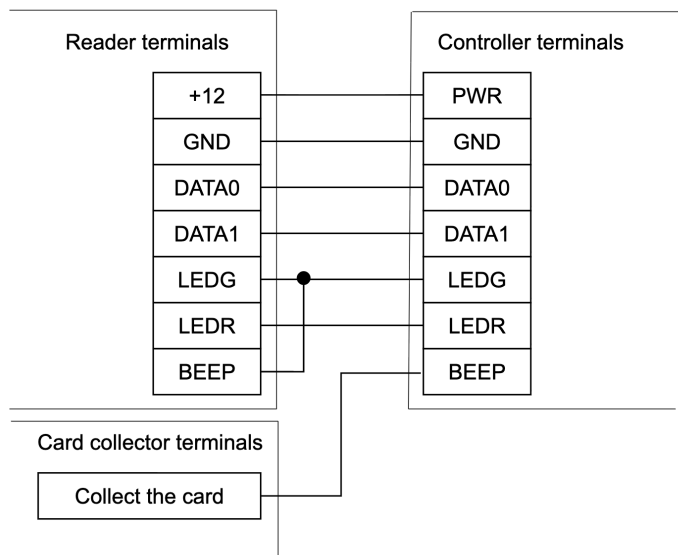 Reader terminals
Controller terminals
+12
PWR
GND
GND
DATA0
DATA0
DATA1
DATA1
LEDG
LEDG
LEDR
LEDR
BEEP
BEEP
Card collector terminals
Collect the card